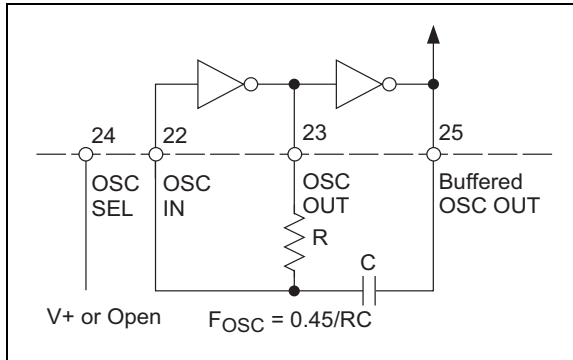 24
22
23
25
OSC
SEL
OSC
IN
OSC
OUT
Buffered
OSC OUT
R
C
V+ or Open
FOSC = 0.45/RC